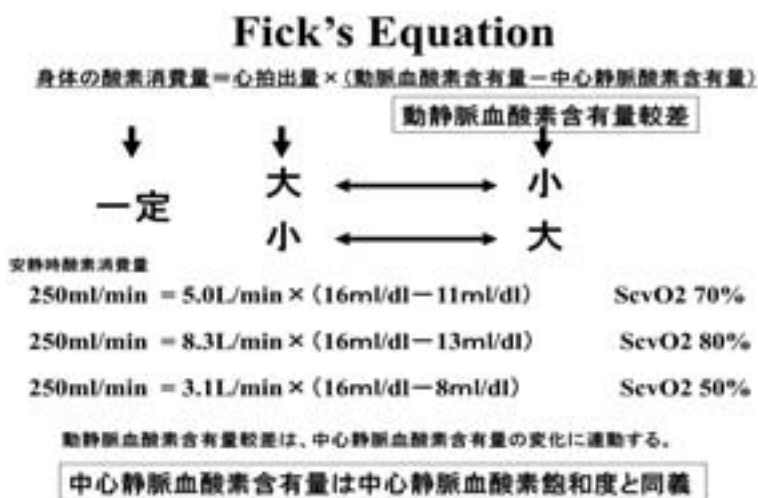 Fick's Equation
身体の酸素消費量＝心拍出量×（動脈血酸素含有量－中心静脈酸素含有量）
動静脈血酸素含有量較差
一定 大 小
小 大
安静時酸素消費量
250ml/min = 5.0L/min×（16ml/dl－11ml/dl） ScvO2 70%
250ml/min = 8.3L/min×（16ml/dl－13ml/dl） ScvO2 80%
250ml/min = 3.1L/min×（16ml/dl－8ml/dl） ScvO2 50%
動静脈血酸素含有量較差は、中心静脈血酸素含有量の変化に連動する。
中心静脈血酸素含有量は中心静脈血酸素飽和度と同義